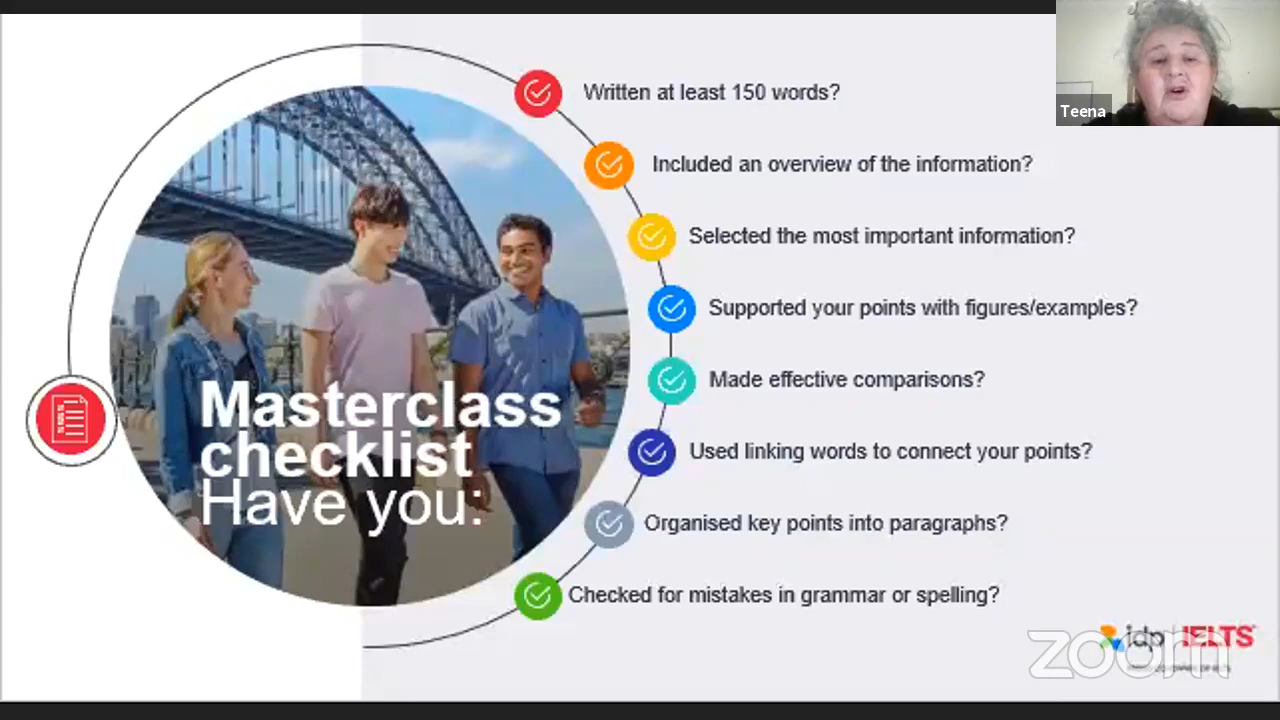 Teena
Written at least 150 words?
Included an overview of the information?
Selected the most important information?
Supported your points with figures/examples?
Made effective comparisons?
Used linking words to connect your points?
Organised key points into paragraphs?
Checked for mistakes in grammar or spelling?
Masterclass
checklist
Have you:
idp IELTS
zoom